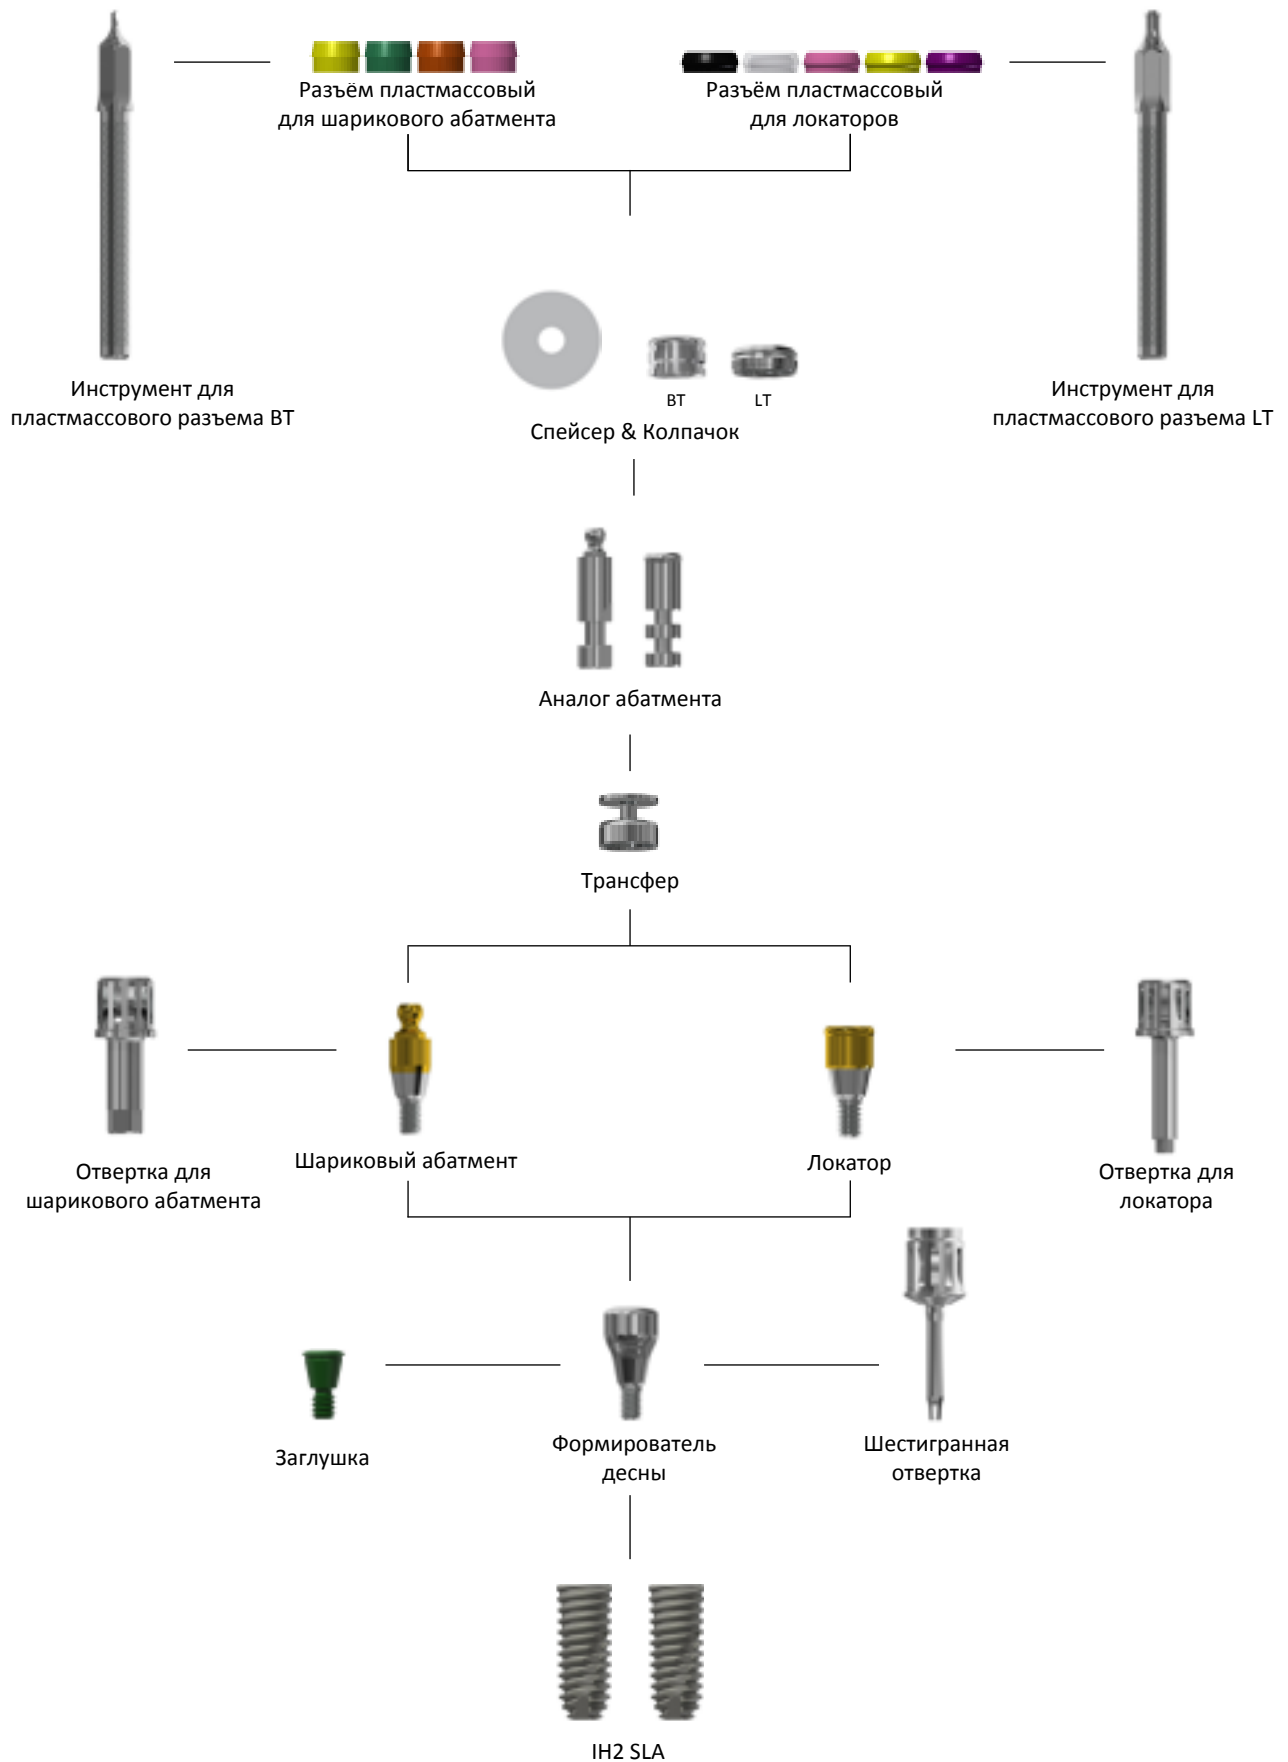 Разъём пластмассовый
для шарикового абатмента
Разъём пластмассовый
для локаторов
Инструмент для
пластмассового разъема BT
BT
LT
Спейсер & Колпачок
Инструмент для
пластмассового разъема LT
Аналог абатмента
Трансфер
Отвертка для
шарикового абатмента
Шариковый абатмент
Локатор
Отвертка для
локатора
Заглушка
Формирователь
десны
Шестигранная
отвертка
IH2 SLA